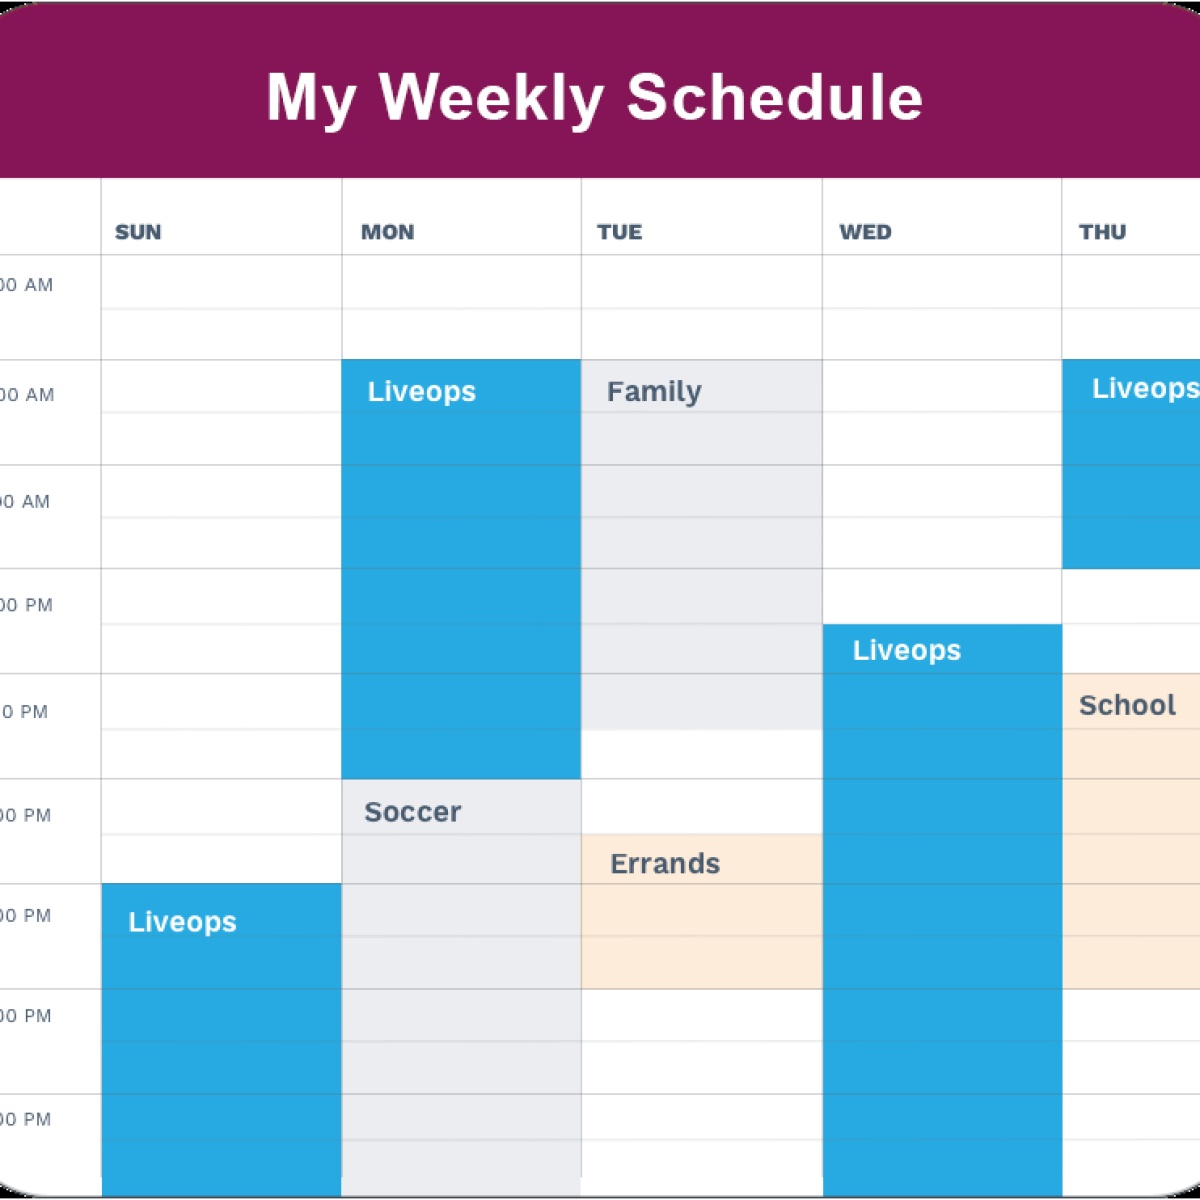 My Weekly Schedule
SUN MON TUE WED THU
00 AM
00 AM
Liveops Family Liveops
00 AM
00 PM
Liveops
0 PM
School
00 PM
Soccer
Errands
00 PM
Liveops
00 PM
00 PM